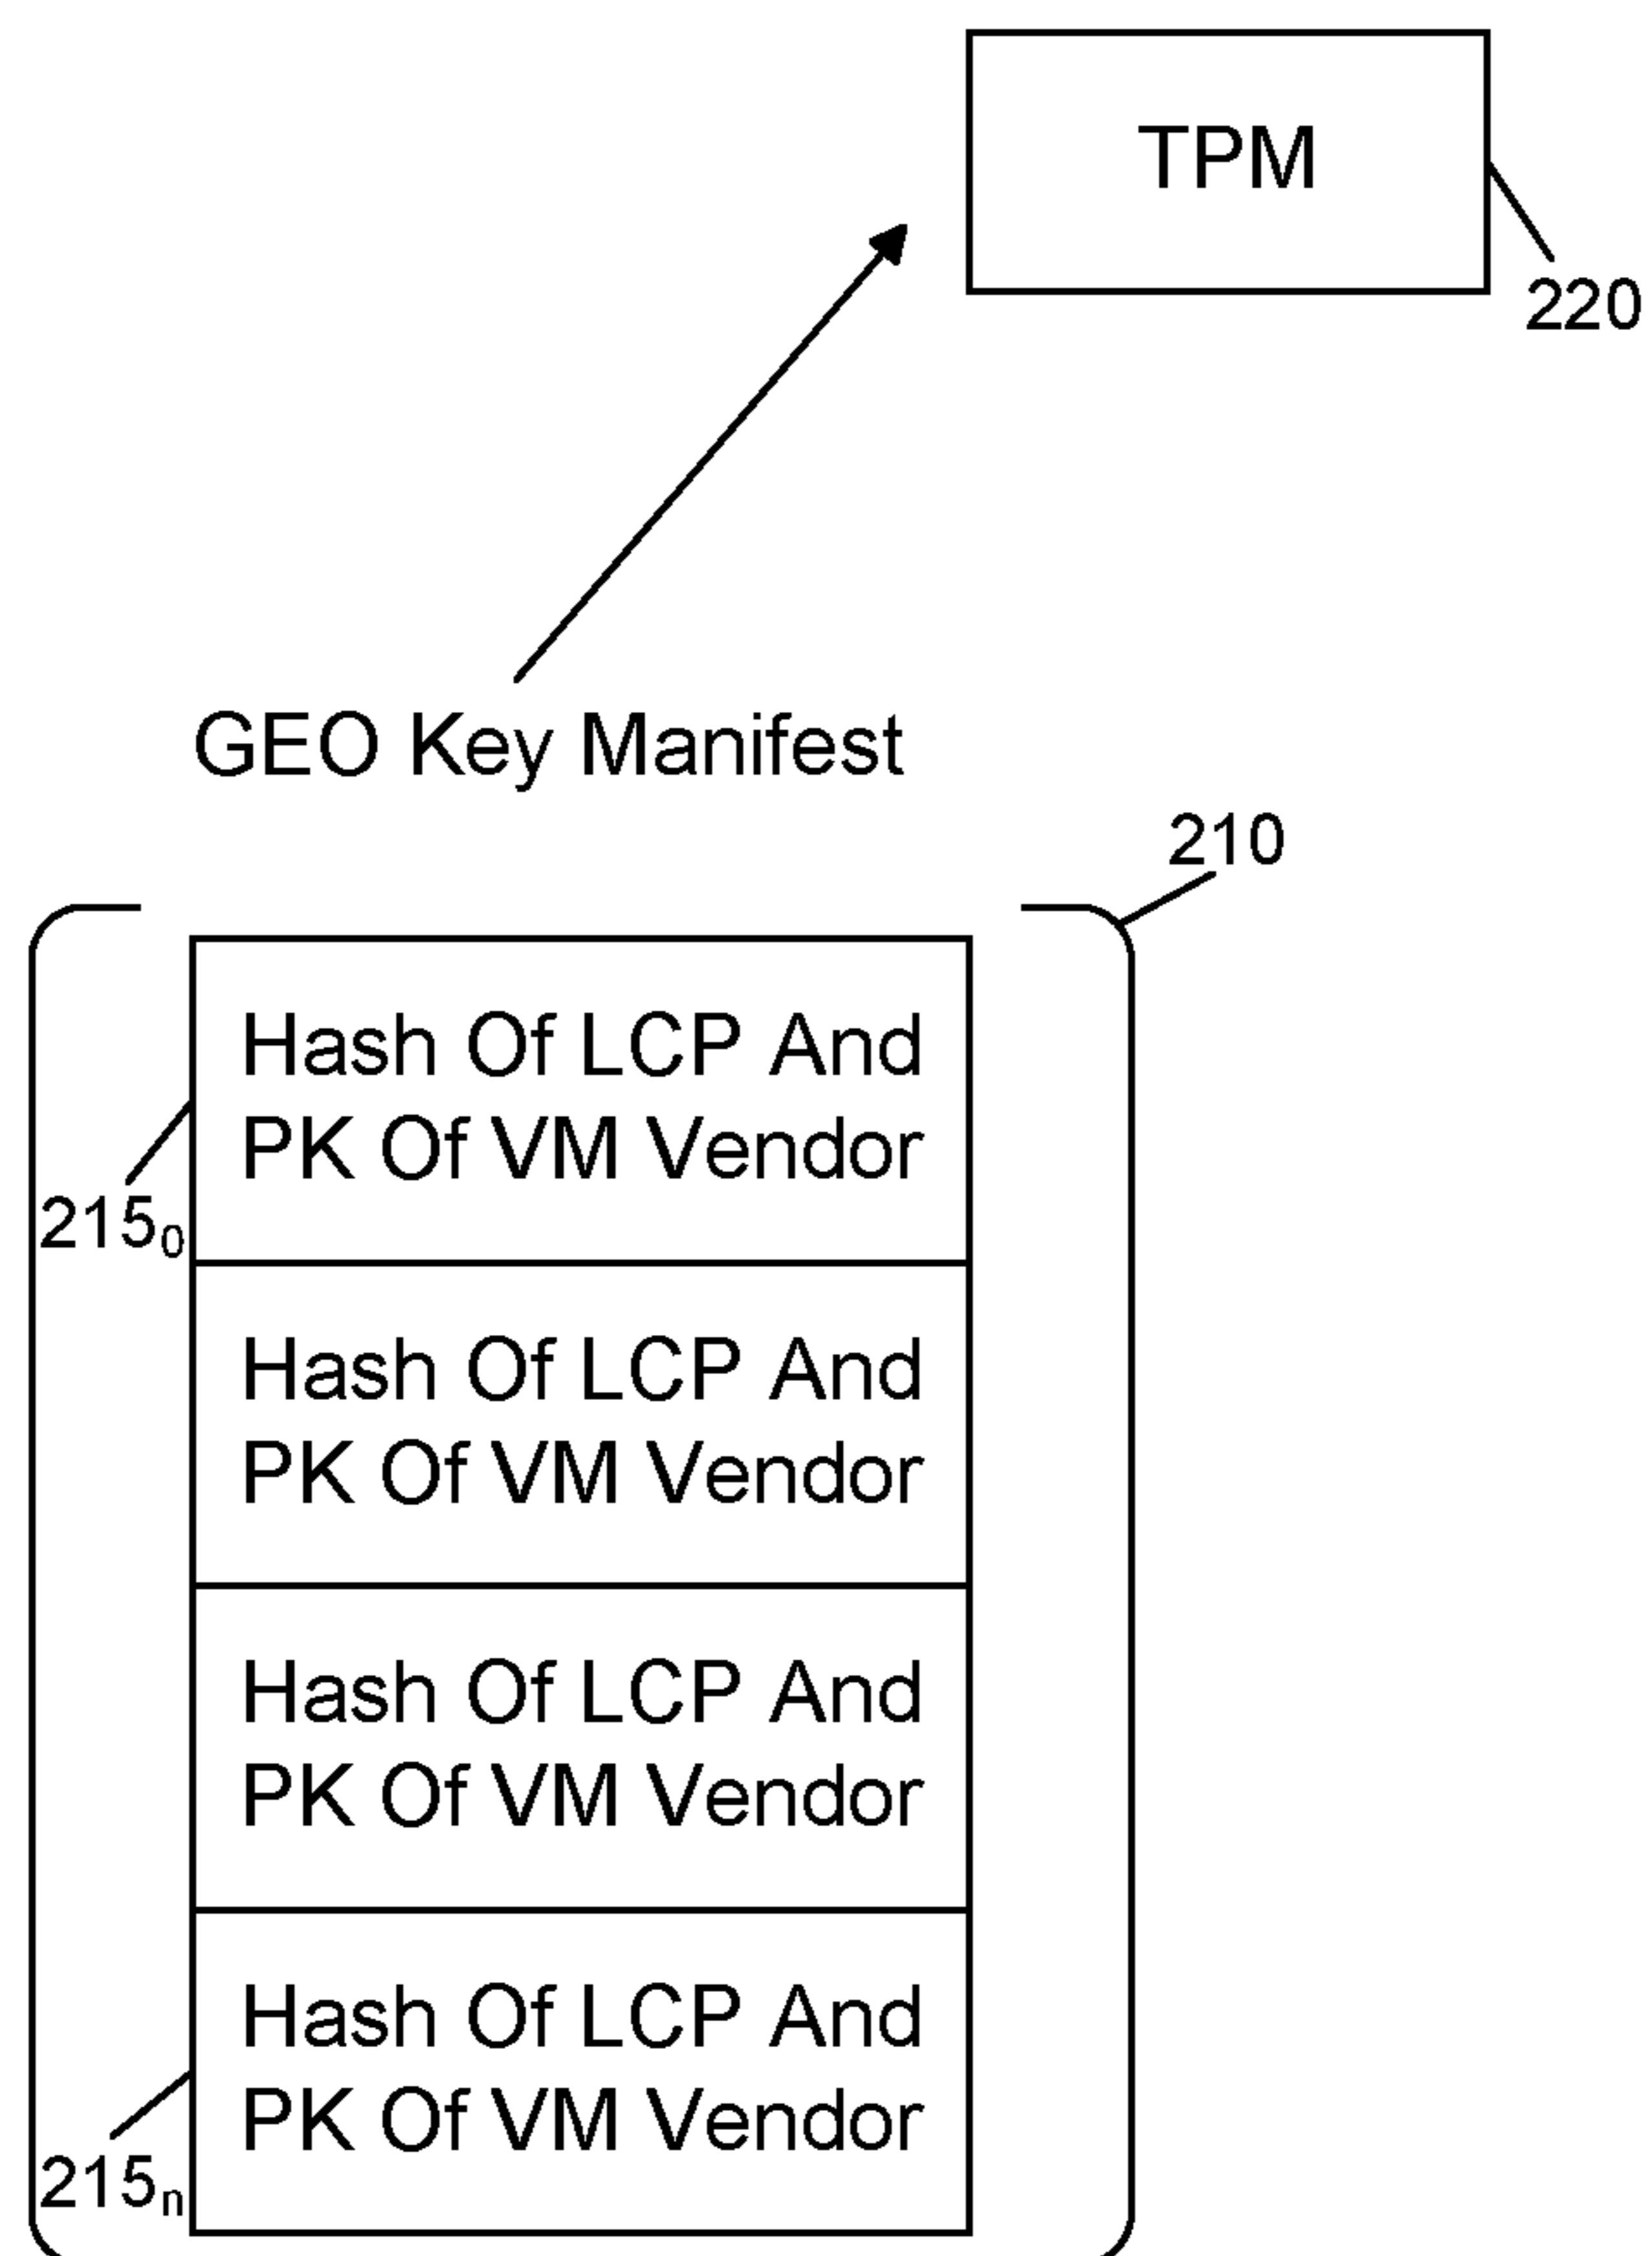 TPM
220
GEO Key Manifest
210
Hash Of LCP And
PK Of VM Vendor
215₀
Hash Of LCP And
PK Of VM Vendor
Hash Of LCP And
PK Of VM Vendor
Hash Of LCP And
PK Of VM Vendor
215ₙ